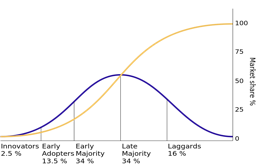 100
75
50
25
0
Market share %
Innovators
2.5 %
Early
Adopters
13.5 %
Early
Majority
34 %
Late
Majority
34 %
Laggards
16 %